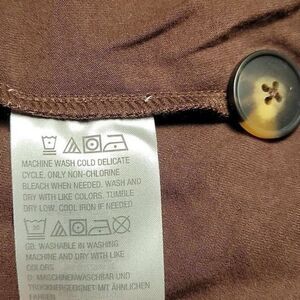 MACHINE WASH COLD DELICATE
CYCLE, ONLY NON-CHLORINE
BLEACH WHEN NEEDED. WASH AND
DRY WITH LIKE COLORS. TUMBLE
DRY LOW. COOL IRON IF NEEDED
GB: WASHABLE IN WASHING
MACHINE AND DRY WITH LIKE
COLORS
D: MASCHINENWASCHBAR UND
TROCKNERGEEIGNET MIT ÄHNLICHEN
FARBEN